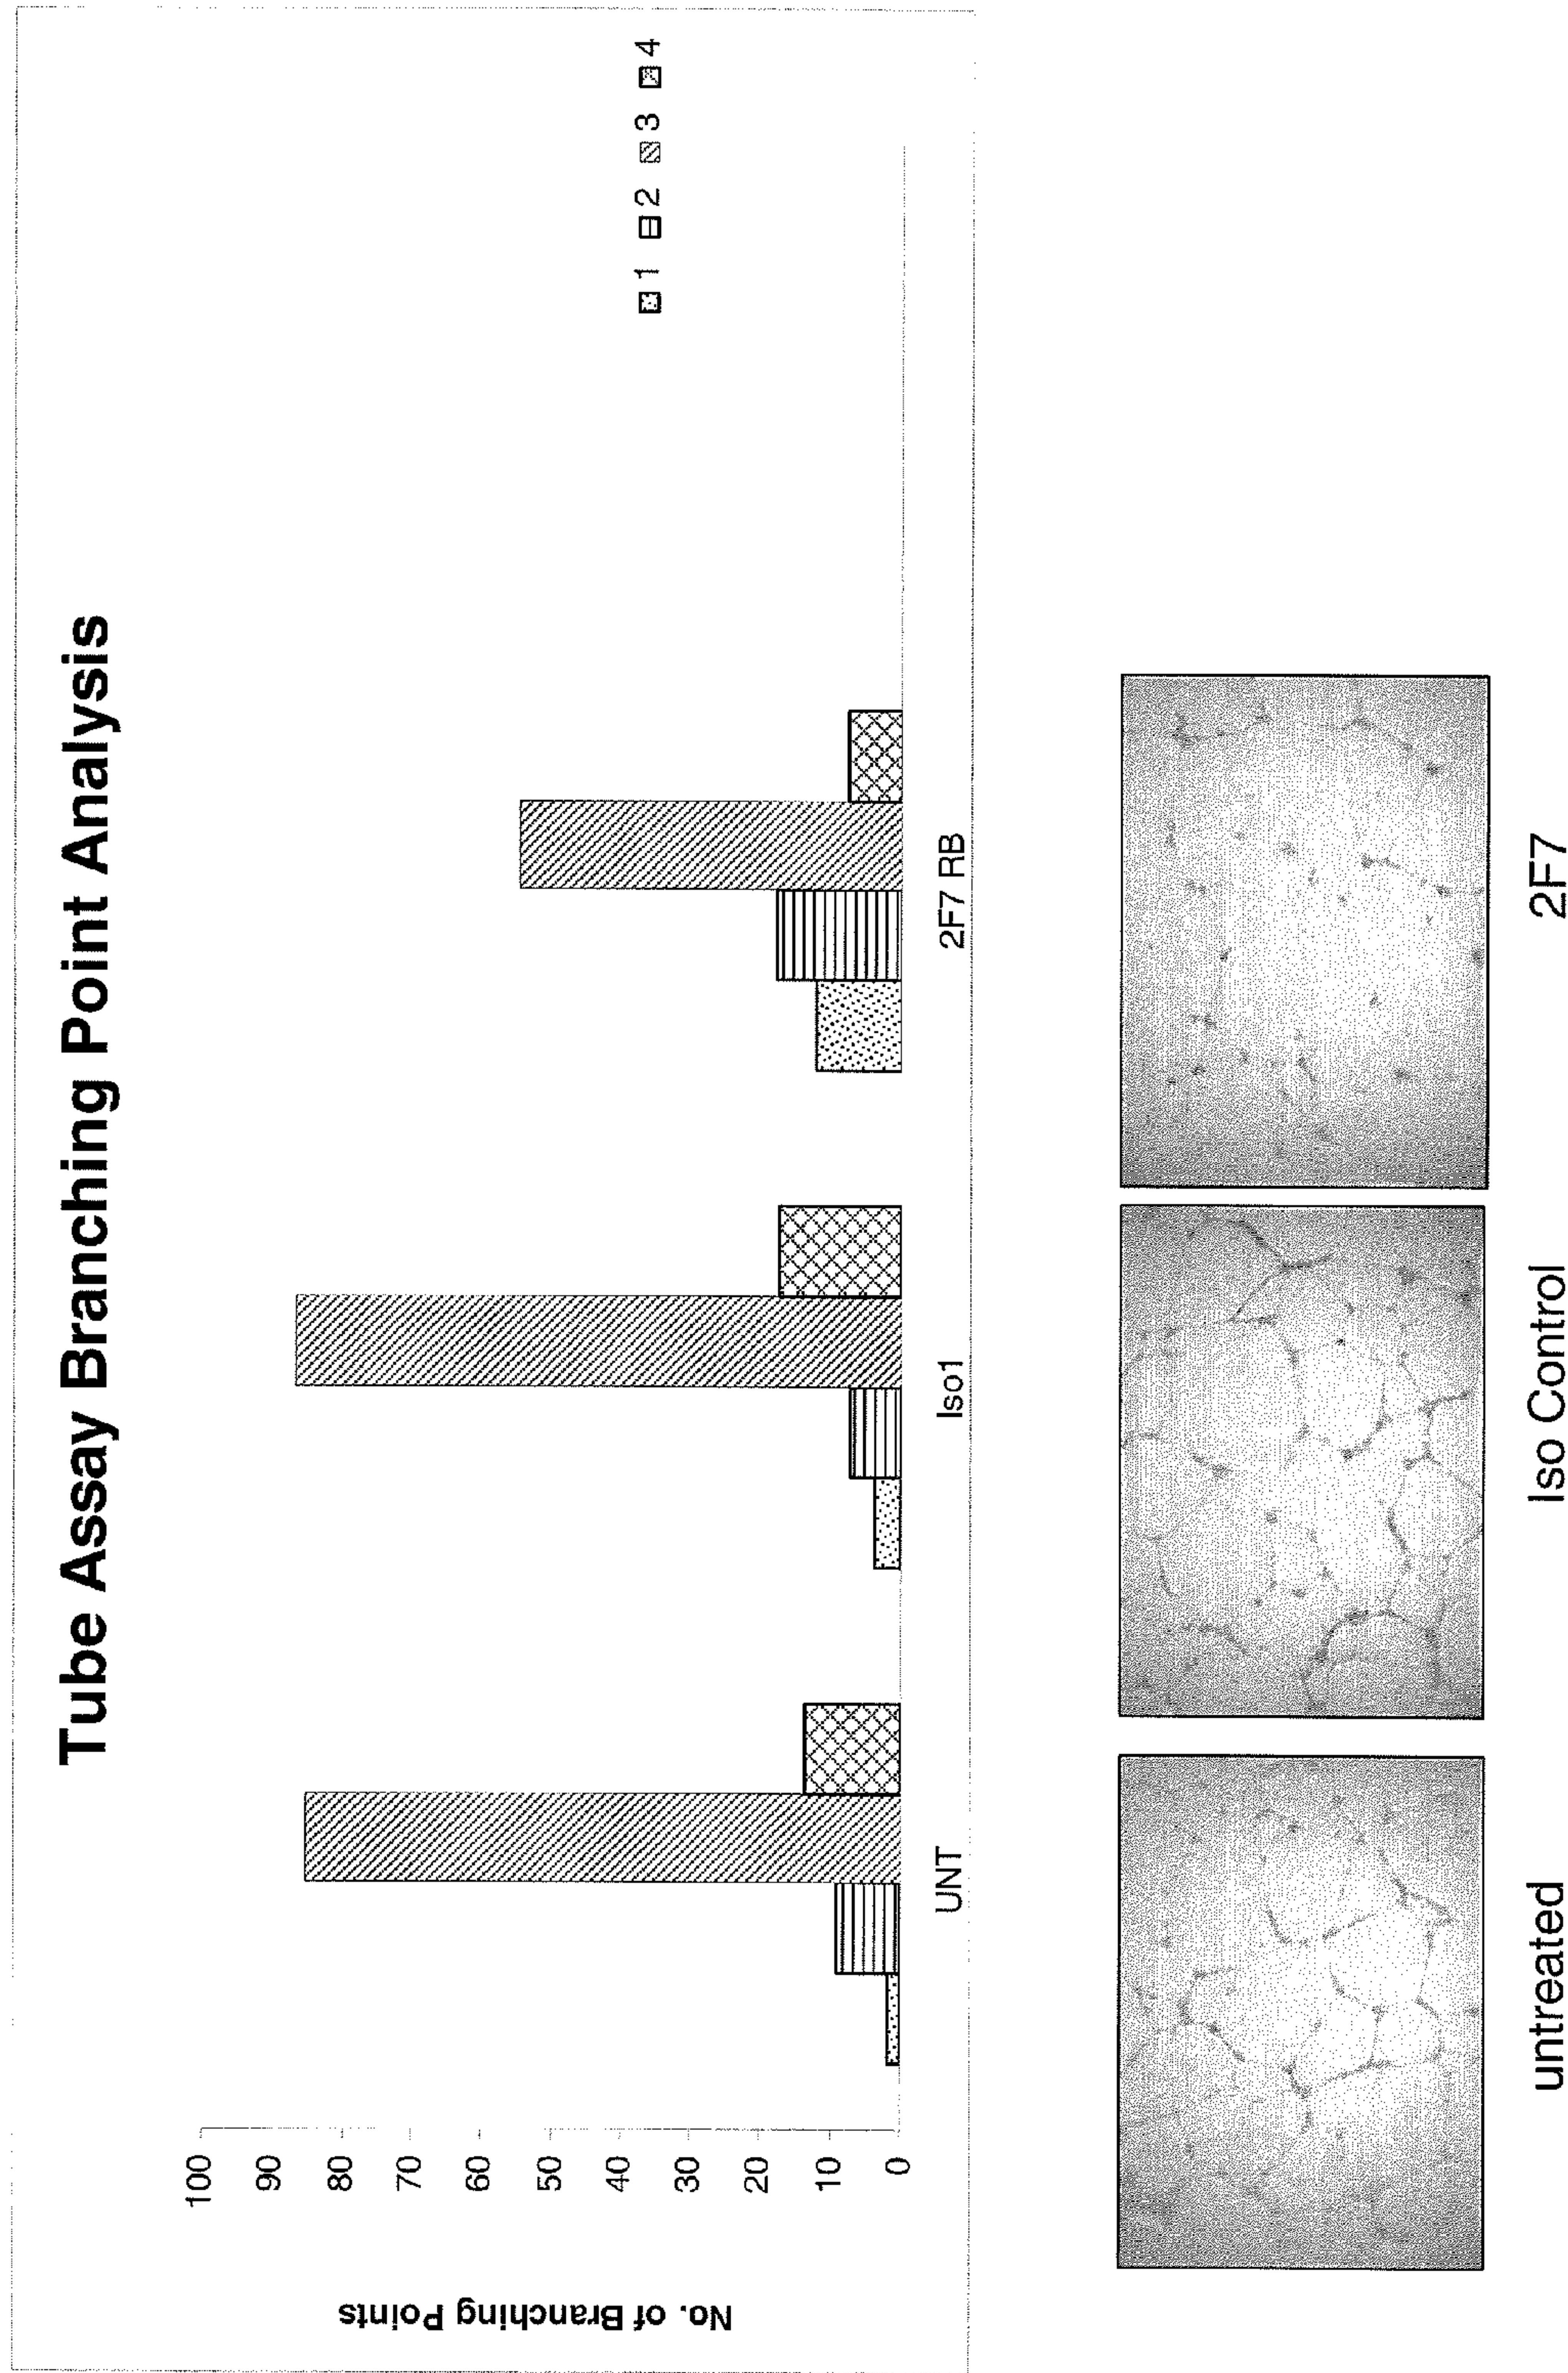 Tube Assay Branching Point Analysis
No. of Branching Points
100
90
80
70
60
50
40
30
20
10
0
UNT
Iso1
2F7 RB
1 2 3 4
untreated
Iso Control
2F7